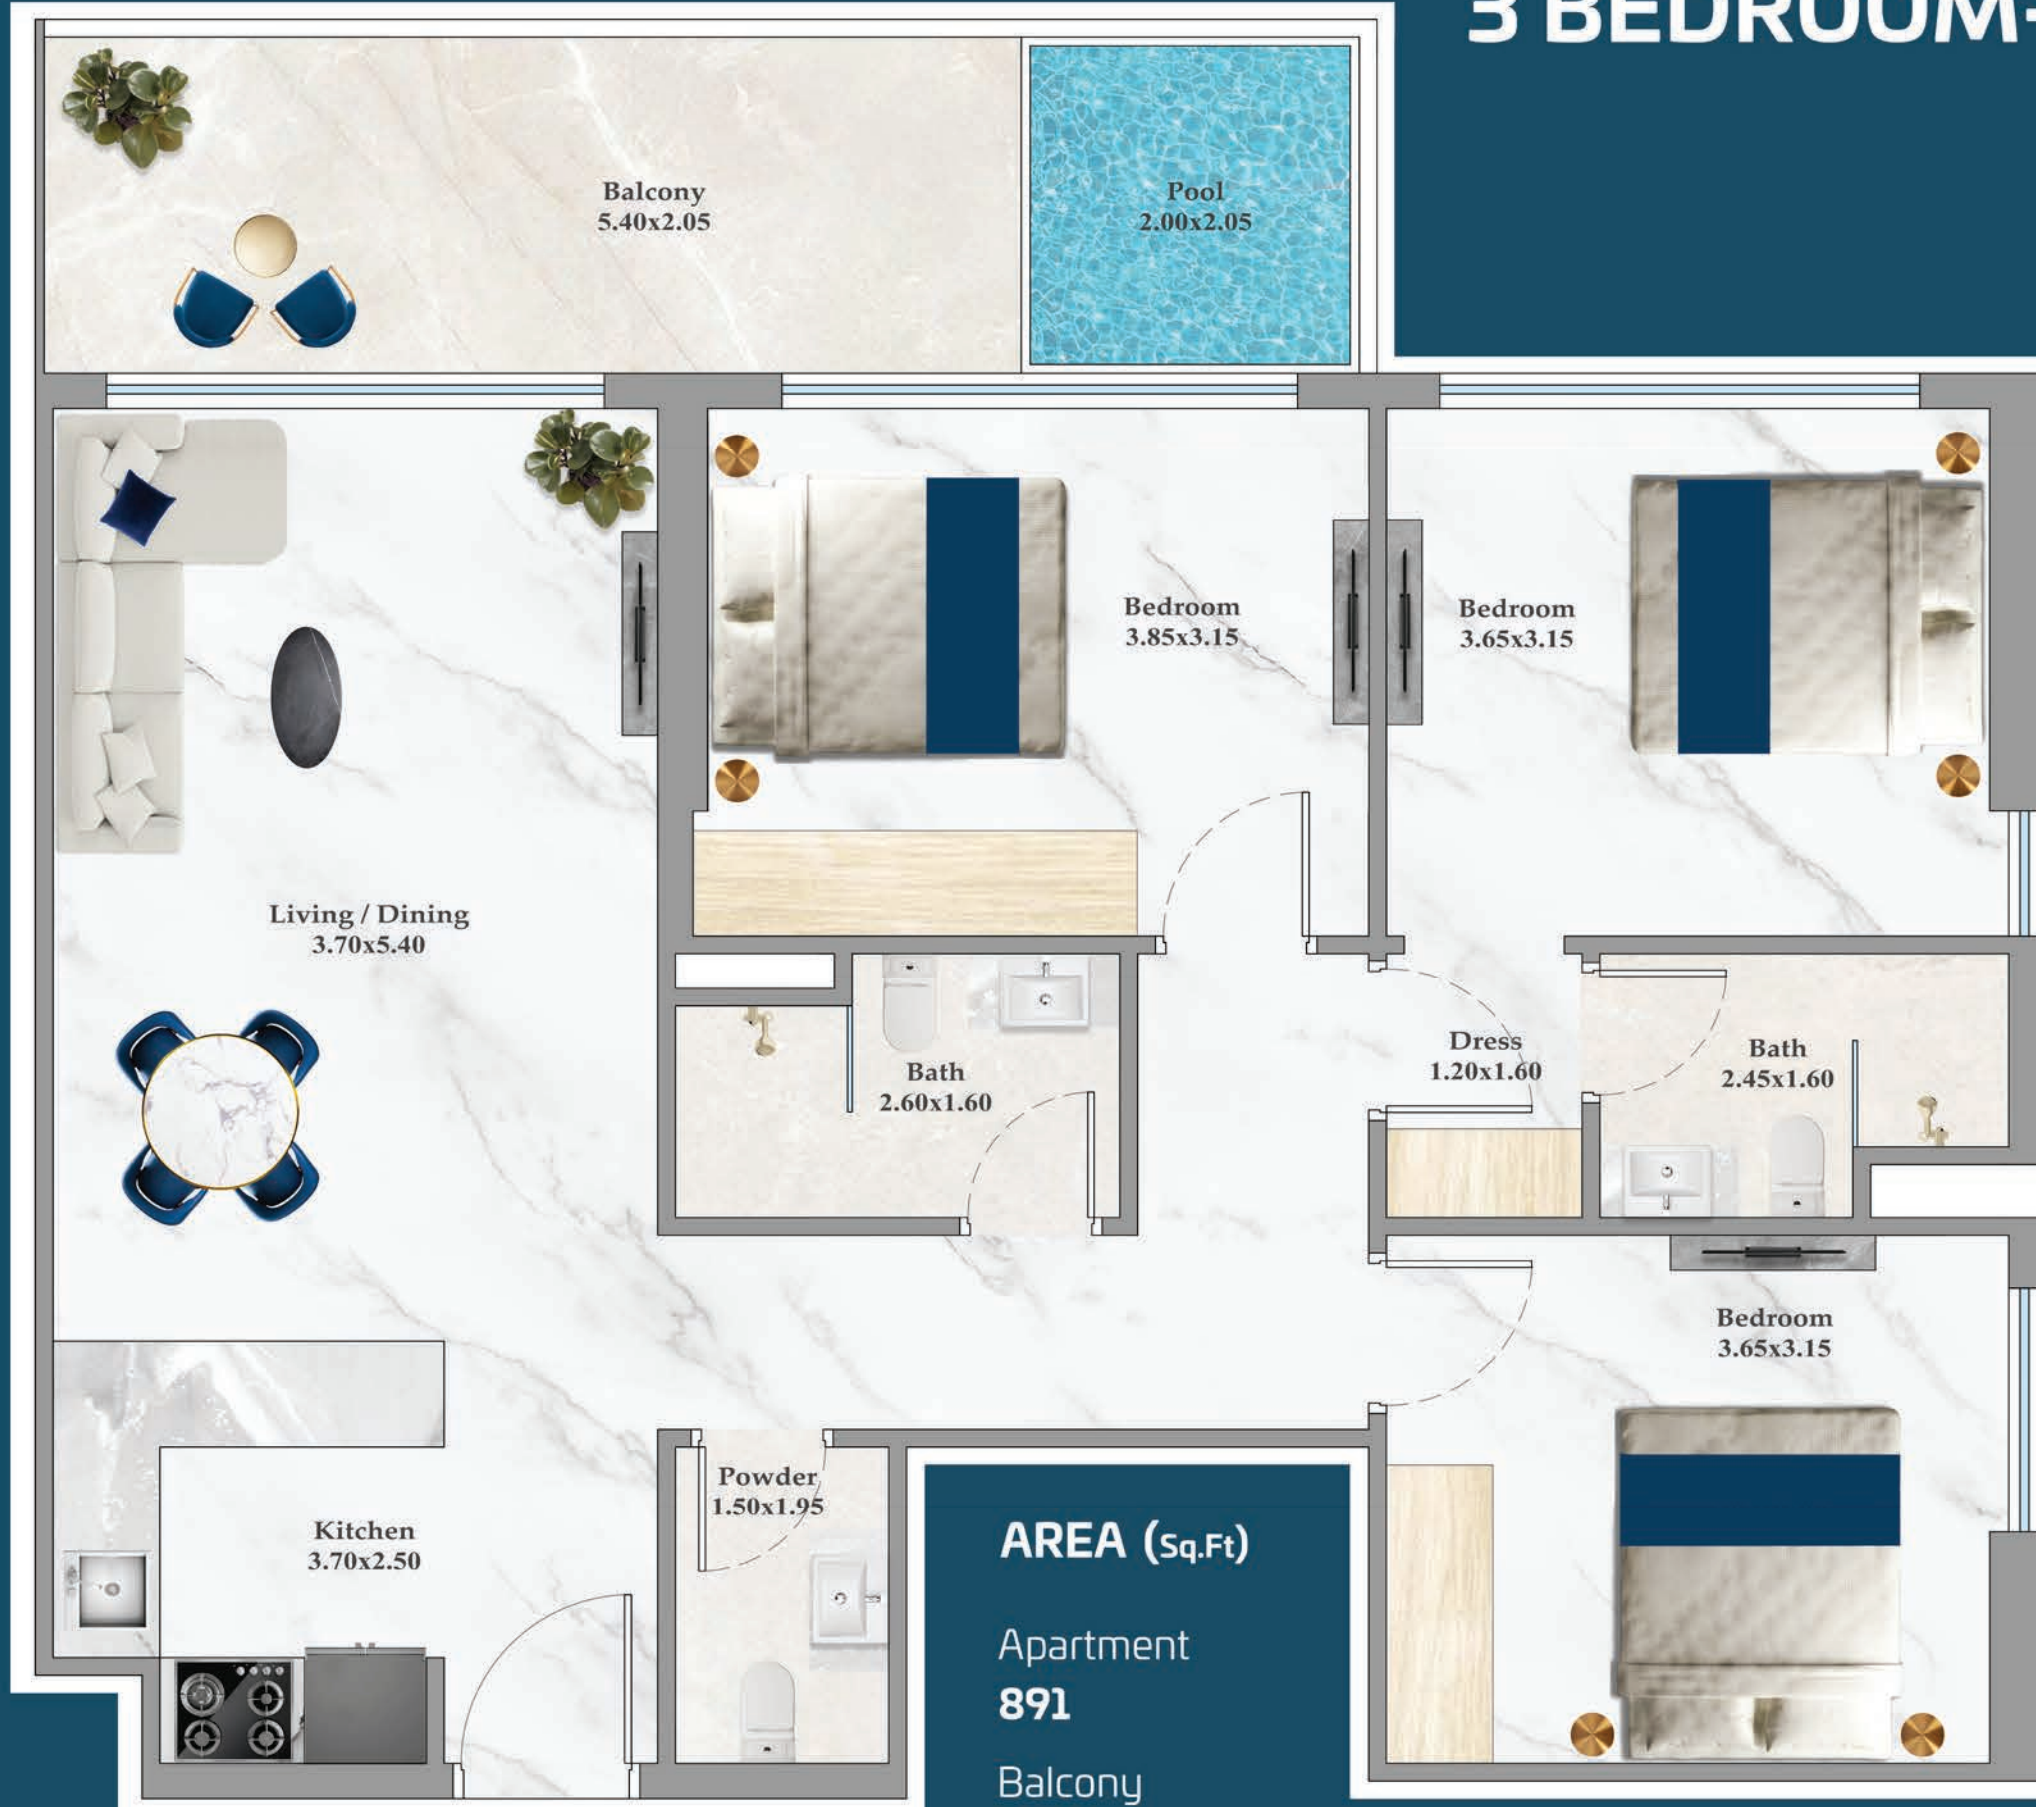 3 BEDROOM-
Balcony
5.40x2.05
Pool
2.00x2.05
Bedroom
3.85x3.15
Bedroom
3.65x3.15
Living / Dining
3.70x5.40
Bath
2.60x1.60
Dress
1.20x1.60
Bath
2.45x1.60
Bedroom
3.65x3.15
Kitchen
3.70x2.50
Powder
1.50x1.95
AREA (Sq.Ft)
Apartment
891
Balcony